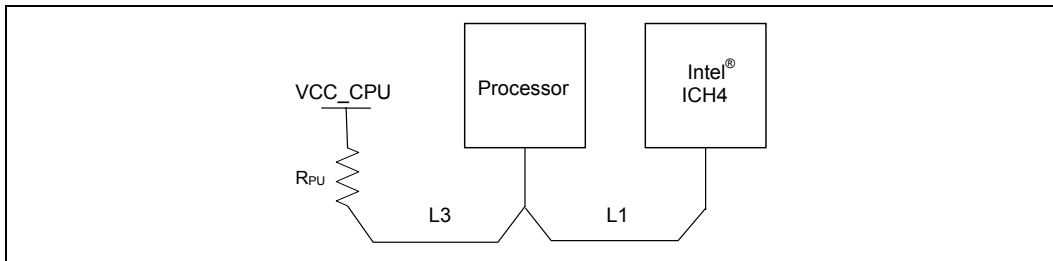 Processor
Intel®
ICH4
VCC_CPU
RPU
L3
L1